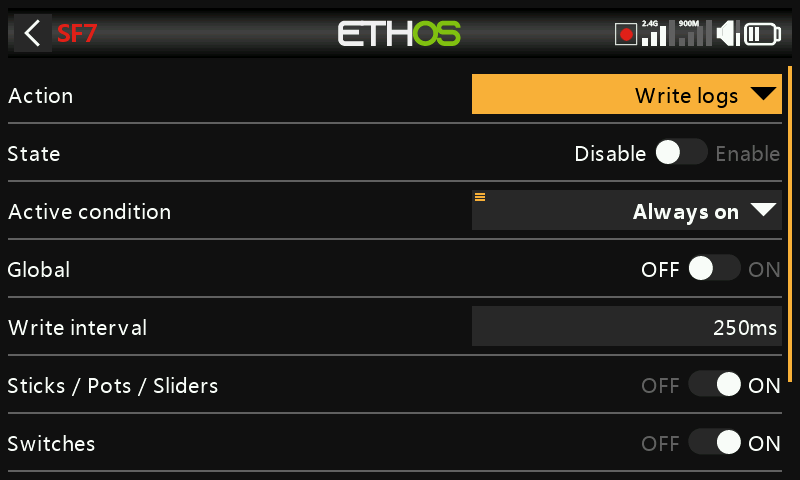 SF7 ETHOS 2.4G 900M
Action Write logs
State Disable Enable
Active condition Always on
Global OFF ON
Write interval 250ms
Sticks / Pots / Sliders OFF ON
Switches OFF ON